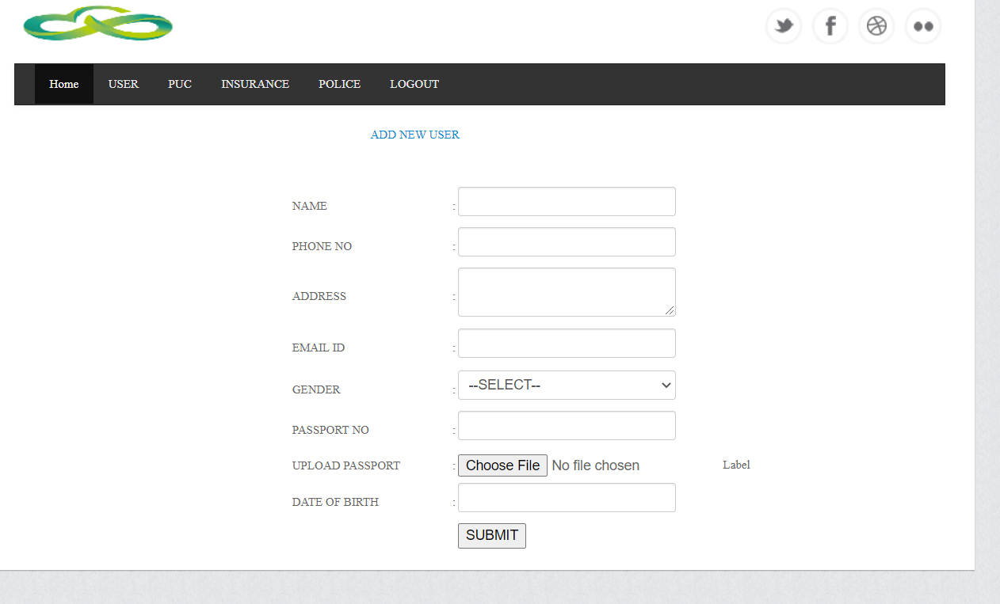 Home USER PUC INSURANCE POLICE LOGOUT
ADD NEW USER
NAME :
PHONE NO :
ADDRESS :
EMAIL ID :
GENDER : --SELECT--
PASSPORT NO :
UPLOAD PASSPORT : Choose File No file chosen Label
DATE OF BIRTH :
SUBMIT